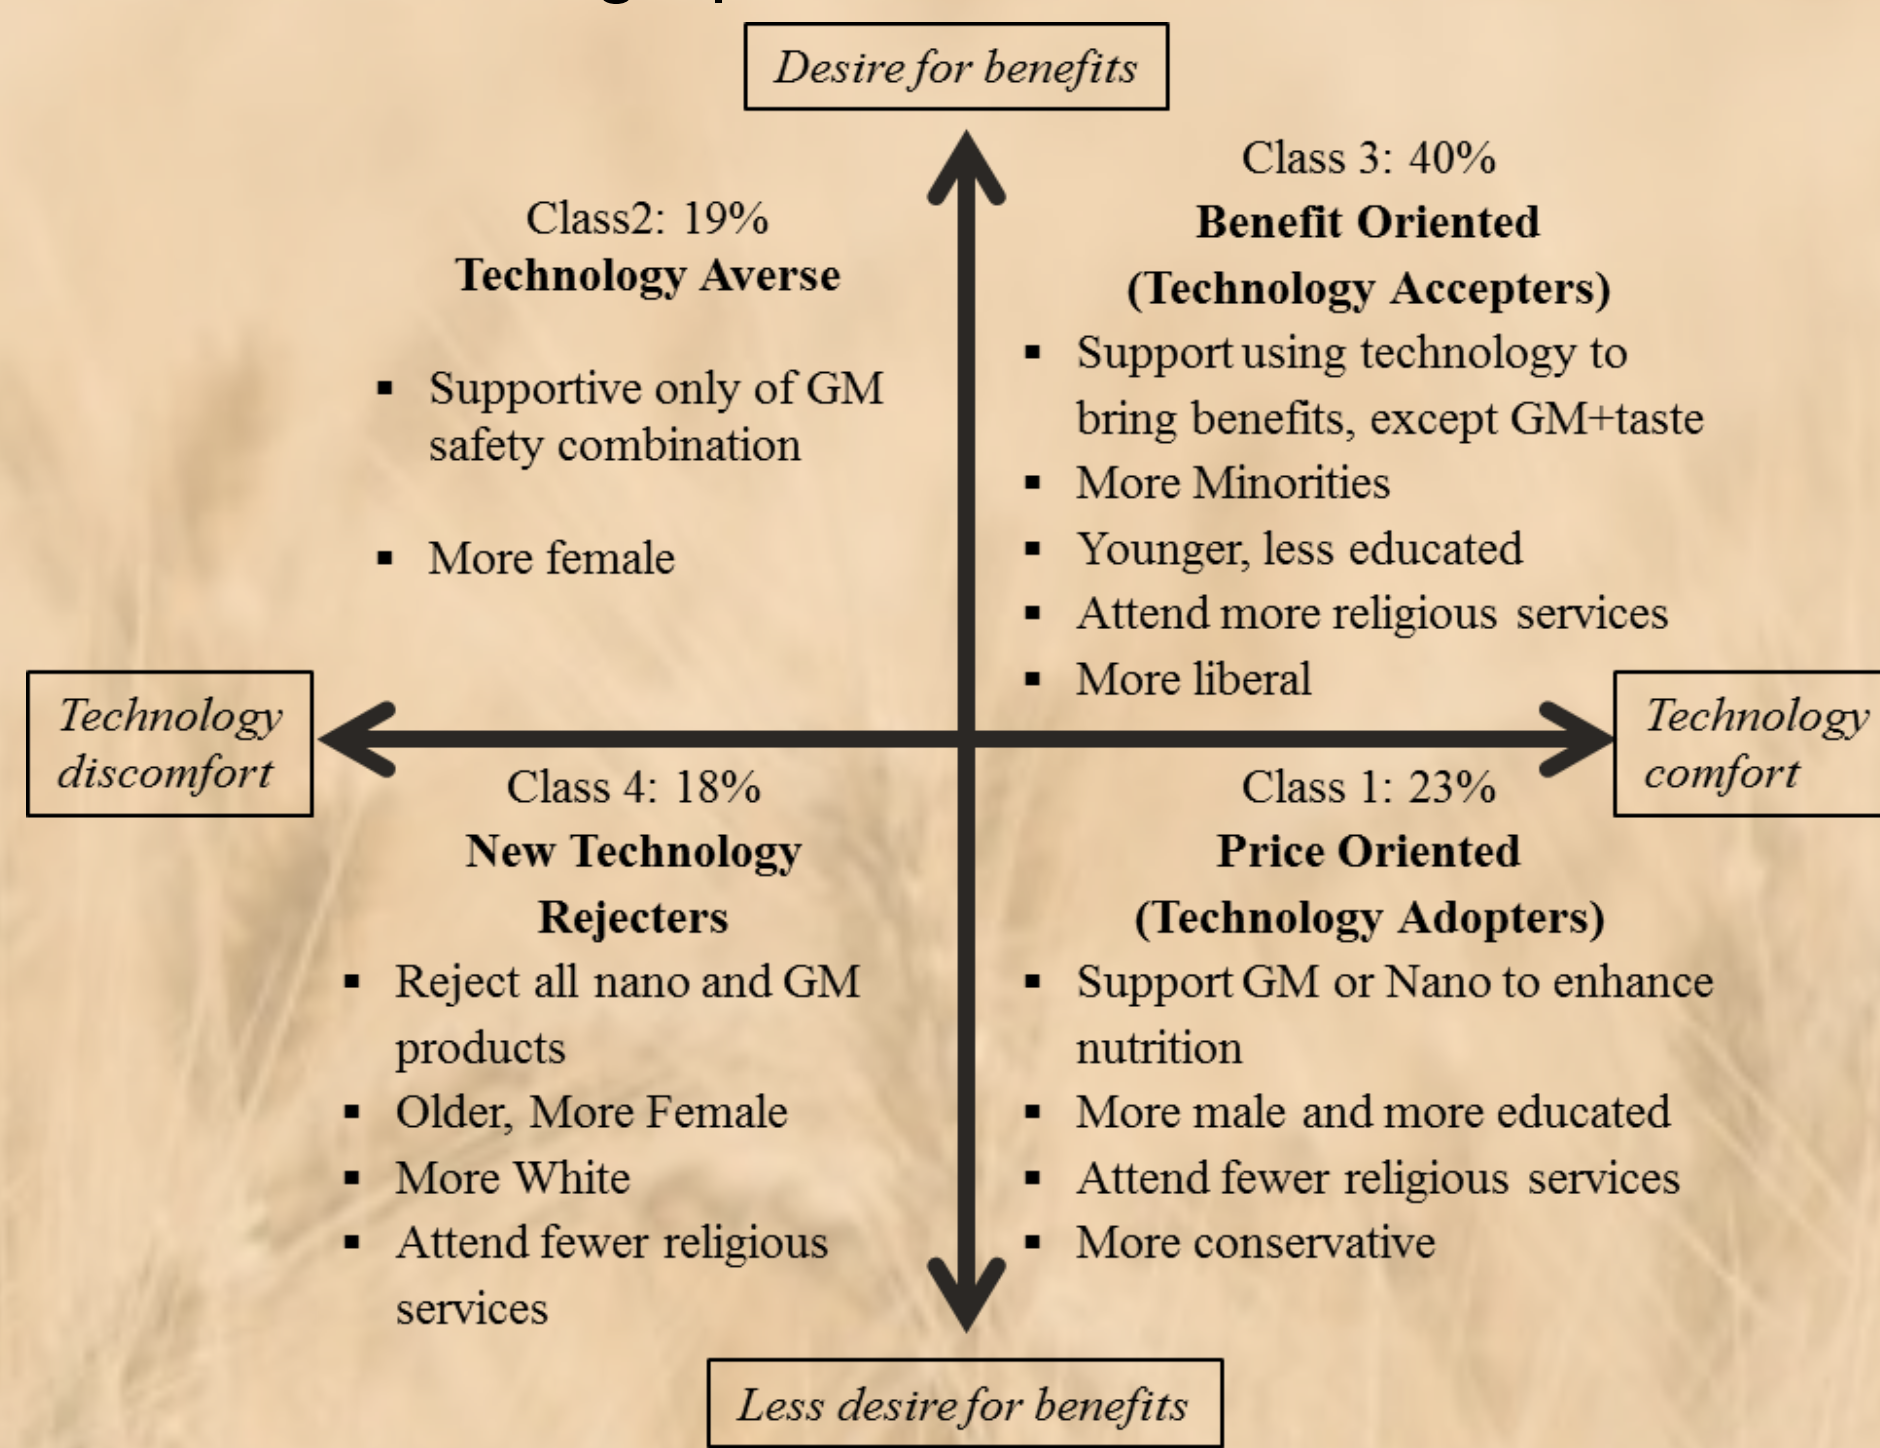 Desire for benefits
Class2: 19%
Technology Averse
▪ Supportive only of GM
safety combination
▪ More female
Class 3: 40%
Benefit Oriented
(Technology Accepters)
▪ Support using technology to
bring benefits, except GM+taste
▪ More Minorities
▪ Younger, less educated
▪ Attend more religious services
▪ More liberal
Technology
discomfort
Technology
comfort
Class 4: 18%
New Technology
Rejecters
▪ Reject all nano and GM
products
▪ Older, More Female
▪ More White
▪ Attend fewer religious
services
Class 1: 23%
Price Oriented
(Technology Adopters)
▪ Support GM or Nano to enhance
nutrition
▪ More male and more educated
▪ Attend fewer religious services
▪ More conservative
Less desire for benefits